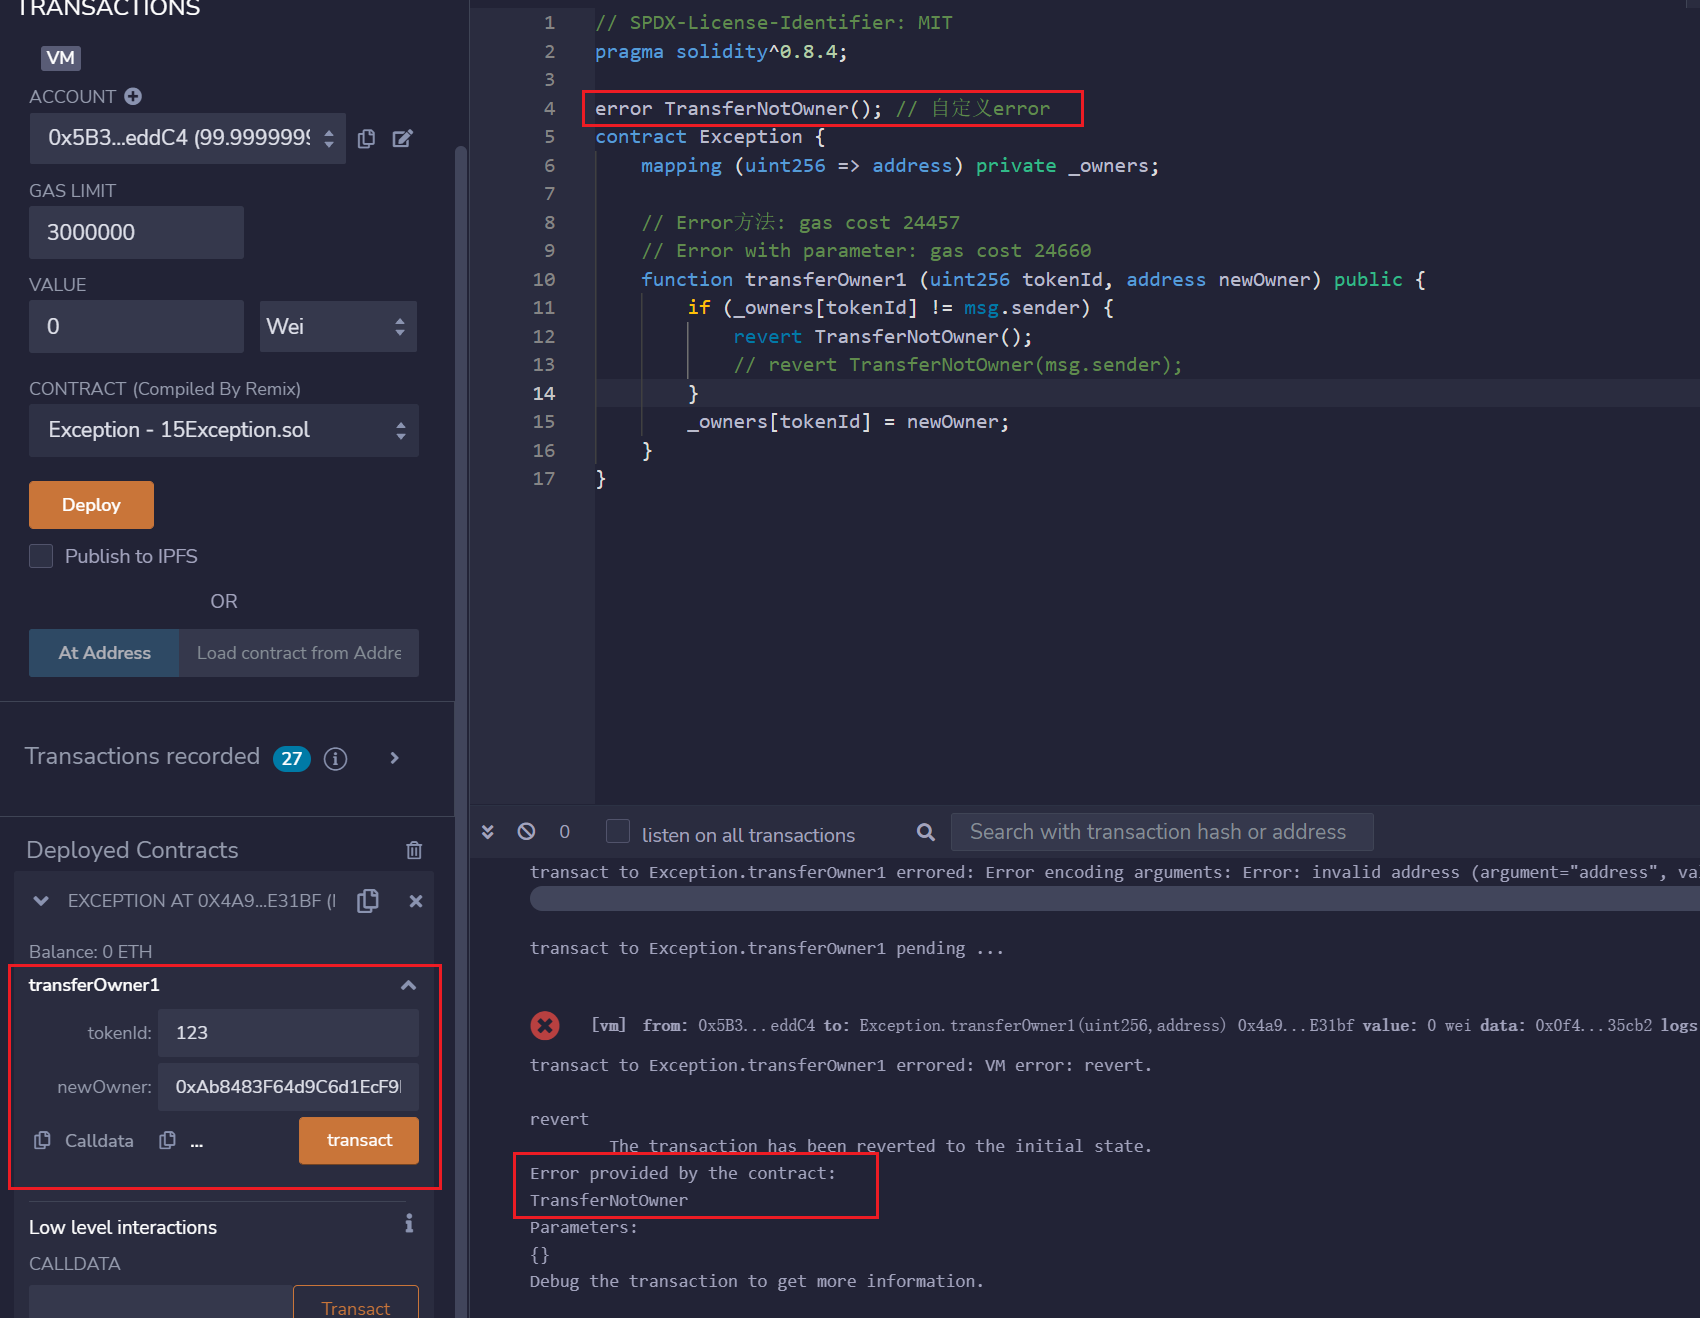 TRANSACTIONS
VM
ACCOUNT
0x5B3...eddC4 (99.9999999
GAS LIMIT
3000000
VALUE
0
Wei
CONTRACT (Compiled By Remix)
Exception - 15Exception.sol
Deploy
Publish to IPFS
OR
At Address
Load contract from Addre
Transactions recorded 27
Deployed Contracts
EXCEPTION AT 0X4A9...E31BF (
Balance: 0 ETH
transferOwner1
tokenId: 123
newOwner: 0xAb8483F64d9C6d1EcF9
Calldata ...
transact
Low level interactions
CALLDATA
Transact
1 // SPDX-License-Identifier: MIT
2 pragma solidity^0.8.4;
3
4 error TransferNotOwner(); // 自定义error
5 contract Exception {
6 mapping (uint256 => address) private _owners;
7
8 // Error方法: gas cost 24457
9 // Error with parameter: gas cost 24660
10 function transferOwner1 (uint256 tokenId, address newOwner) public {
11 if (_owners[tokenId] != msg.sender) {
12 revert TransferNotOwner();
13 // revert TransferNotOwner(msg.sender);
14 }
15 _owners[tokenId] = newOwner;
16 }
17 }
0 listen on all transactions
Search with transaction hash or address
transact to Exception.transferOwner1 errored: Error encoding arguments: Error: invalid address (argument="address", va
transact to Exception.transferOwner1 pending ...
[vm] from: 0x5B3...eddC4 to: Exception.transferOwner1(uint256,address) 0x4a9...E31bf value: 0 wei data: 0x0f4...35cb2 logs
transact to Exception.transferOwner1 errored: VM error: revert.
revert
The transaction has been reverted to the initial state.
Error provided by the contract:
TransferNotOwner
Parameters:
{}
Debug the transaction to get more information.